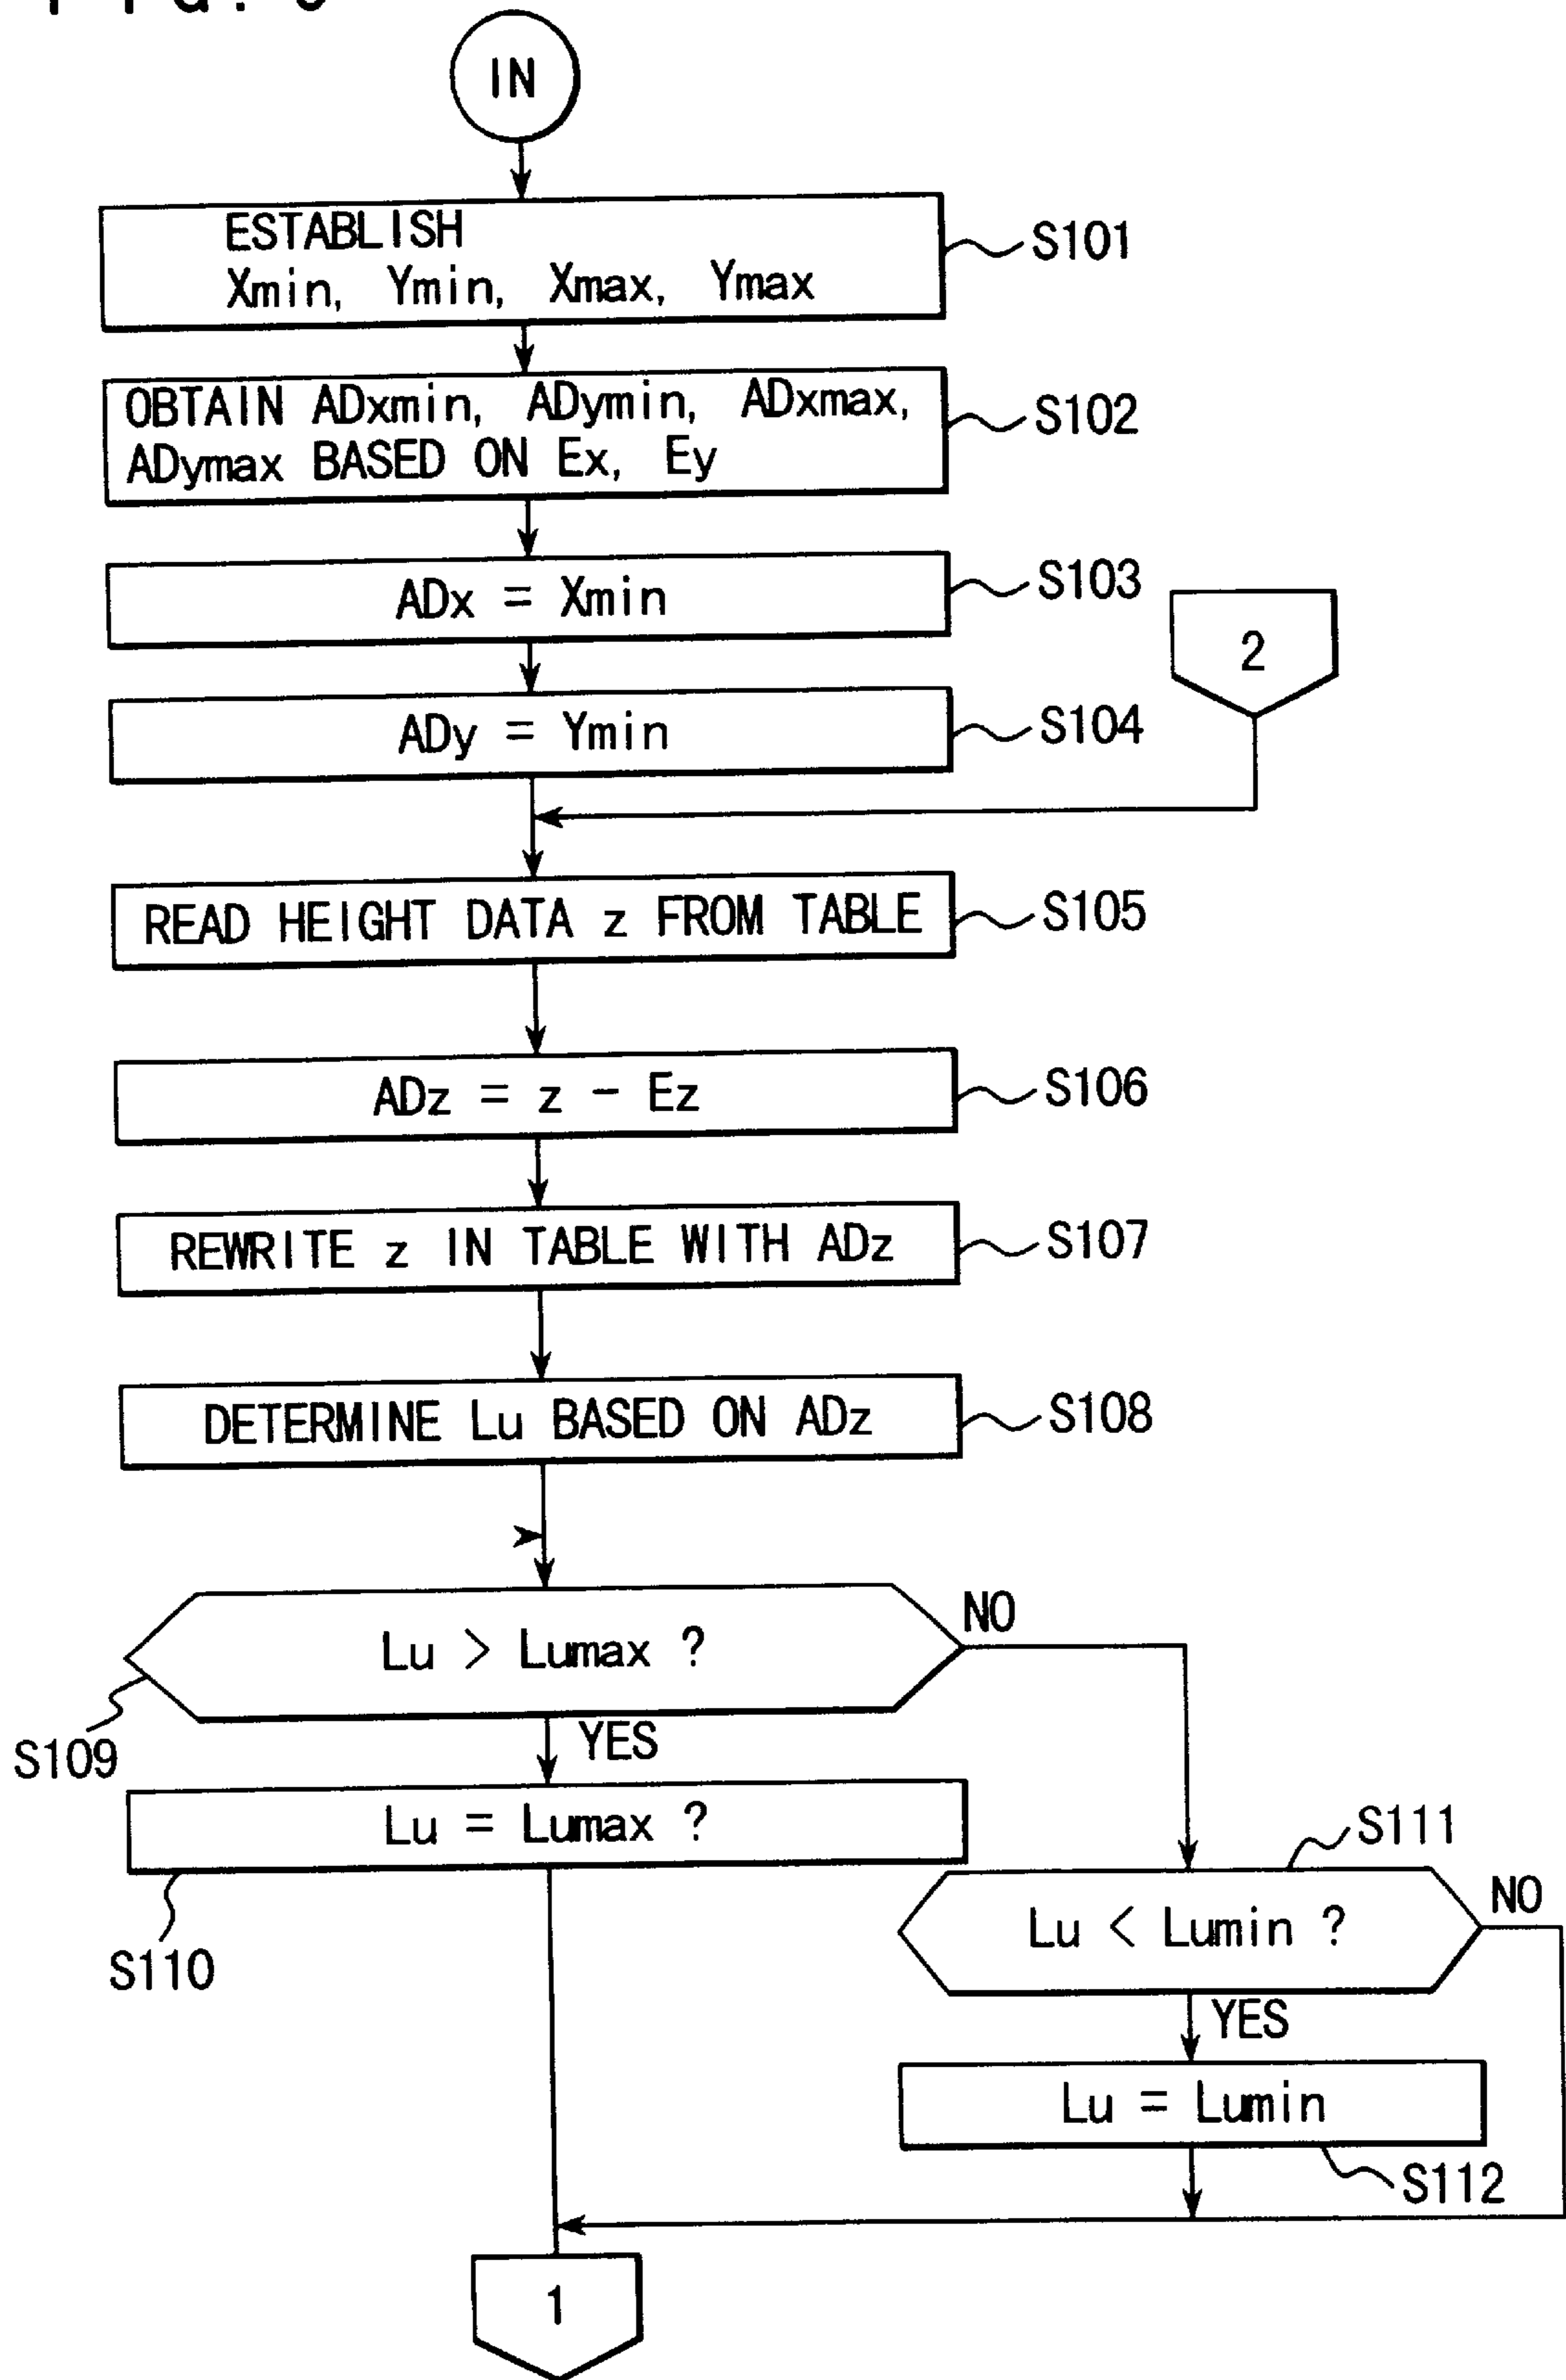 IN
ESTABLISH
Xmin, Ymin, Xmax, Ymax
S101
OBTAIN ADxmin, ADymin, ADxmax,
ADymax BASED ON Ex, Ey
S102
ADx = Xmin
S103
2
ADy = Ymin
S104
READ HEIGHT DATA z FROM TABLE
S105
ADz = z - Ez
S106
REWRITE z IN TABLE WITH ADz
S107
DETERMINE Lu BASED ON ADz
S108
Lu > Lumax ?
NO
S109
YES
Lu = Lumax ?
S110
S111
Lu < Lumin ?
NO
YES
Lu = Lumin
S112
1